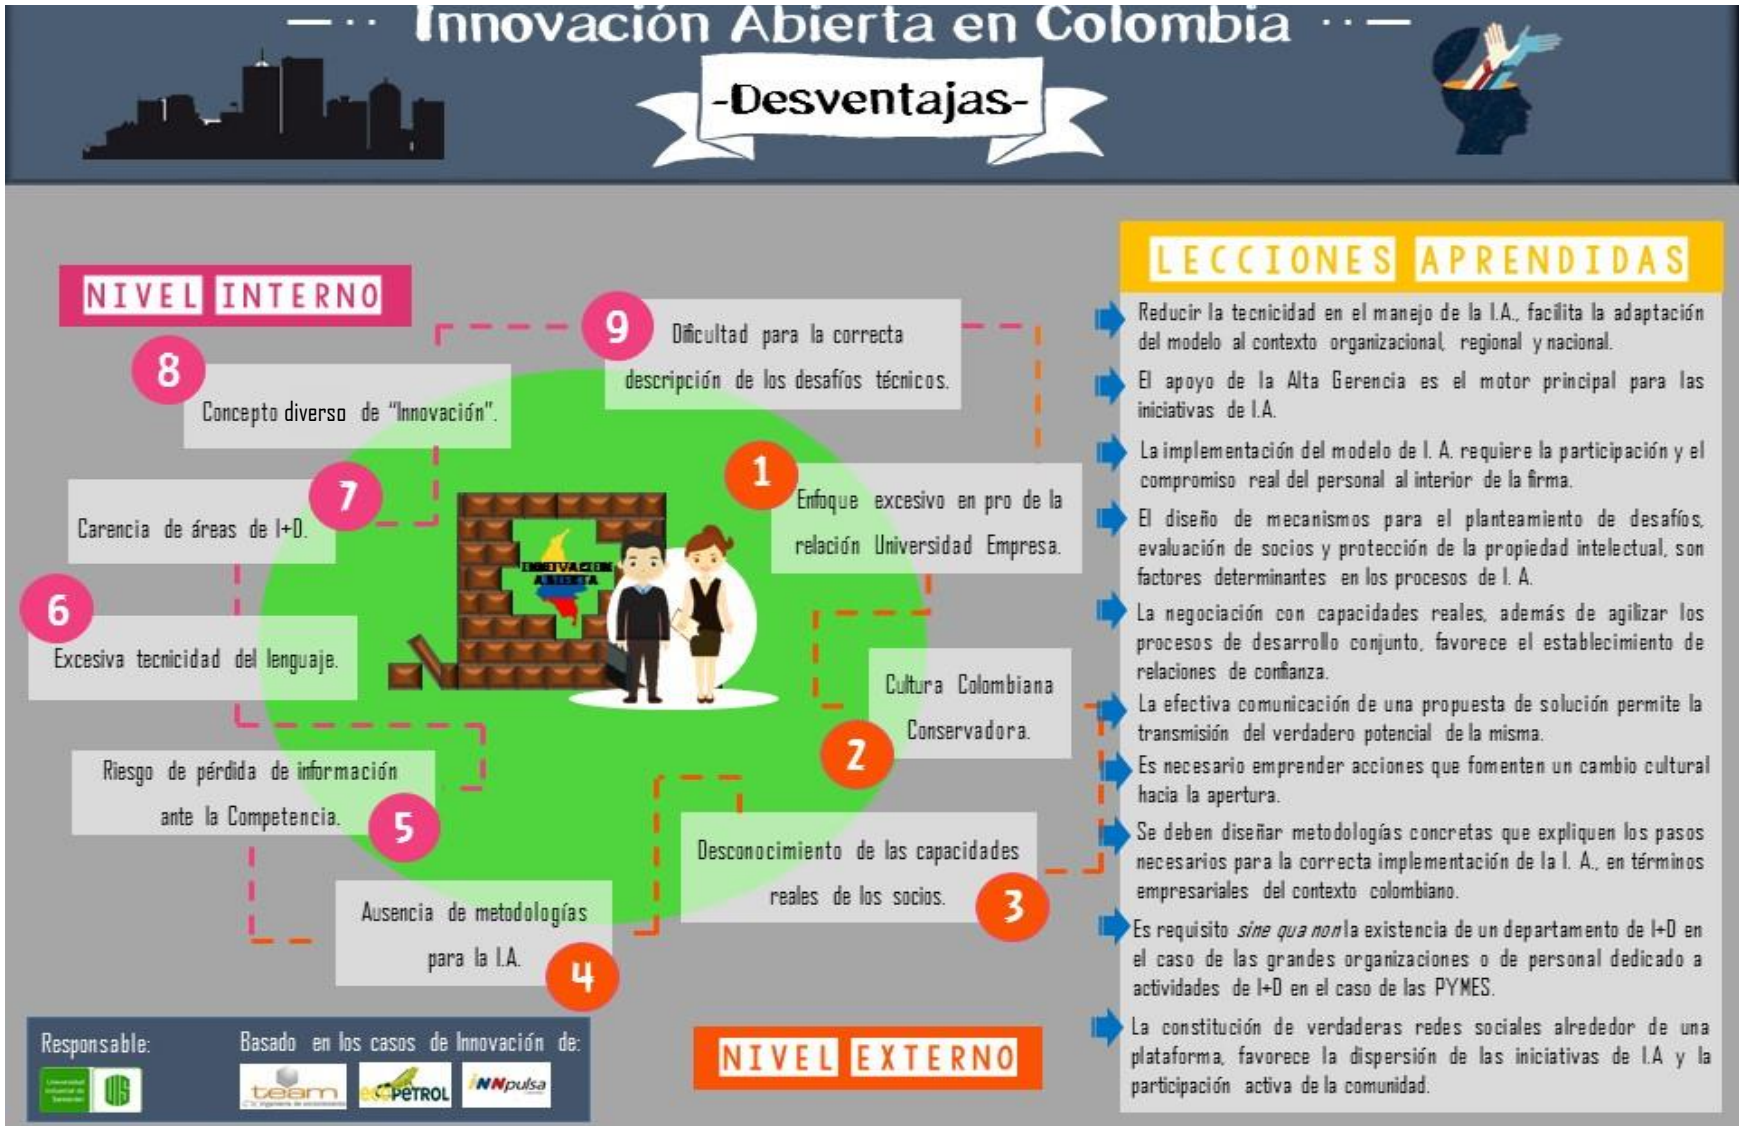 Innovación Abierta en Colombia
-Desventajas-
NIVEL INTERNO
9
Dificultad para la correcta
descripción de los desafíos técnicos.
8
Concepto diverso de “Innovación”.
7
Carencia de áreas de I+D.
6
Excesiva tecnicidad del lenguaje.
Riesgo de pérdida de información
ante la Competencia.
5
1
Enfoque excesivo en pro de la
relación Universidad Empresa.
INNOVACION
ABIERTA
Cultura Colombiana
Conservadora.
2
Desconocimiento de las capacidades
reales de los socios.
3
Ausencia de metodologías
para la I.A.
4
NIVEL EXTERNO
LECCIONES APRENDIDAS
Reducir la tecnicidad en el manejo de la I.A., facilita la adaptación
del modelo al contexto organizacional, regional y nacional.
El apoyo de la Alta Gerencia es el motor principal para las
iniciativas de I.A.
La implementación del modelo de I. A. requiere la participación y el
compromiso real del personal al interior de la firma.
El diseño de mecanismos para el planteamiento de desafíos,
evaluación de socios y protección de la propiedad intelectual, son
factores determinantes en los procesos de I. A.
La negociación con capacidades reales, además de agilizar los
procesos de desarrollo conjunto, favorece el establecimiento de
relaciones de confianza.
La efectiva comunicación de una propuesta de solución permite la
transmisión del verdadero potencial de la misma.
Es necesario emprender acciones que fomenten un cambio cultural
hacia la apertura.
Se deben diseñar metodologías concretas que expliquen los pasos
necesarios para la correcta implementación de la I. A., en términos
empresariales del contexto colombiano.
Es requisito sine qua non la existencia de un departamento de I+D en
el caso de las grandes organizaciones o de personal dedicado a
actividades de I+D en el caso de las PYMES.
La constitución de verdaderas redes sociales alrededor de una
plataforma, favorece la dispersión de las iniciativas de I.A y la
participación activa de la comunidad.
Responsable:
Universidad
Industrial de
Santander
UIS
Basado en los casos de Innovación de:
team
ecoPETROL
iNNpulsa